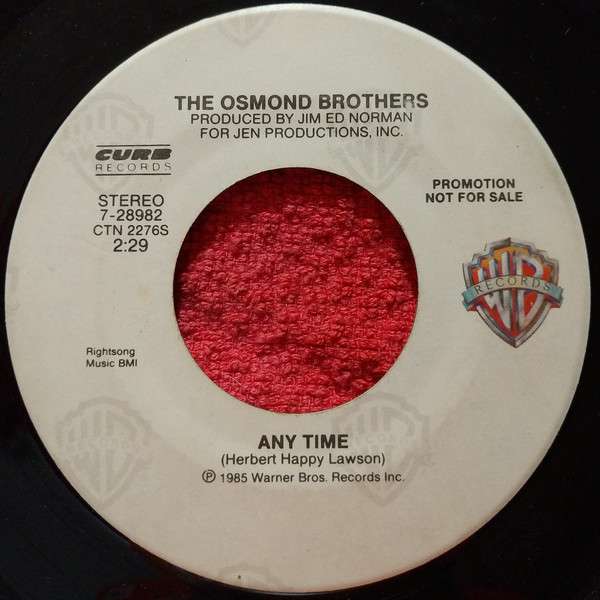 THE OSMOND BROTHERS
PRODUCED BY JIM ED NORMAN
FOR JEN PRODUCTIONS, INC.
CURB
RECORDS
STEREO
7-28982
CTN 2276S
2:29
PROMOTION
NOT FOR SALE
WB
RECORDS
Rightsong
Music BMI
ANY TIME
(Herbert Happy Lawson)
Ⓟ 1985 Warner Bros. Records Inc.